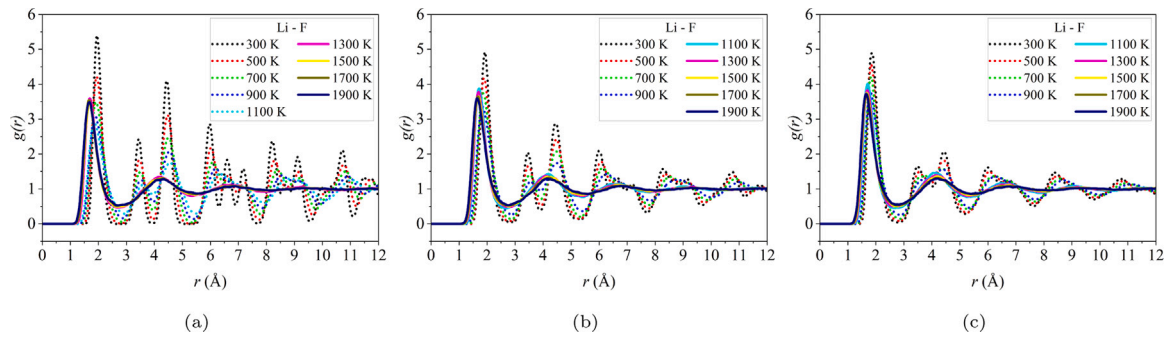 Li - F
300 K 1300 K
500 K 1500 K
700 K 1700 K
900 K 1900 K
1100 K
g(r)
6
5
4
3
2
1
0
0 1 2 3 4 5 6 7 8 9 10 11 12
r (Å)
(a)
Li - F
300 K 1100 K
500 K 1300 K
700 K 1500 K
900 K 1700 K
1900 K
g(r)
6
5
4
3
2
1
0
0 1 2 3 4 5 6 7 8 9 10 11 12
r (Å)
(b)
Li - F
300 K 1100 K
500 K 1300 K
700 K 1500 K
900 K 1700 K
1900 K
g(r)
6
5
4
3
2
1
0
0 1 2 3 4 5 6 7 8 9 10 11 12
r (Å)
(c)